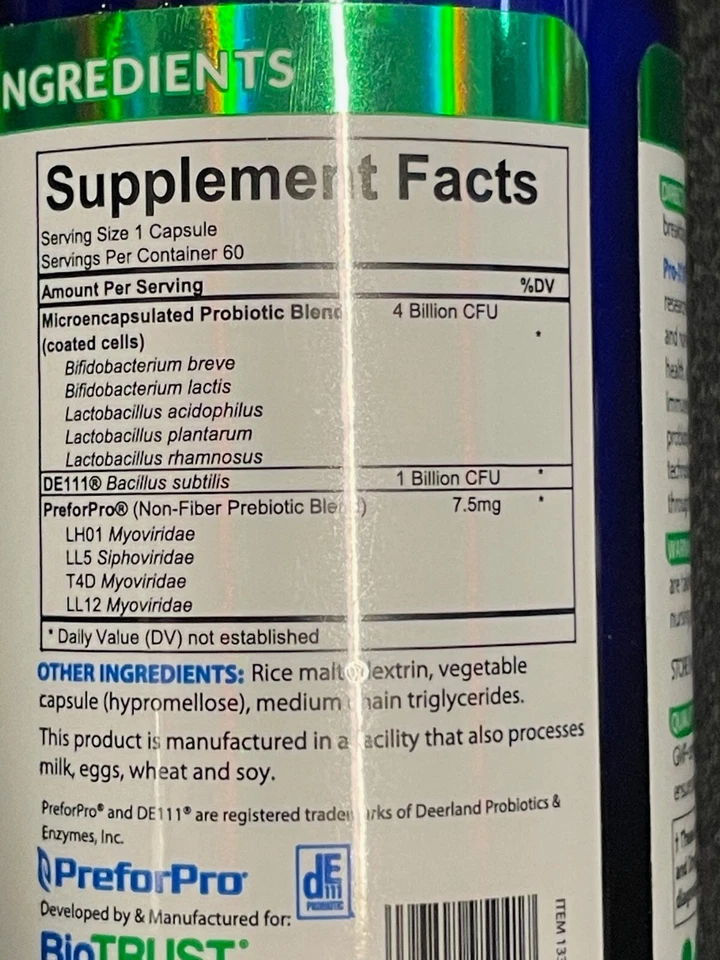 NGREDIENTS
Supplement Facts
Serving Size 1 Capsule
Servings Per Container 60
Amount Per Serving %DV
Microencapsulated Probiotic Blend 4 Billion CFU
(coated cells) *
Bifidobacterium breve
Bifidobacterium lactis
Lactobacillus acidophilus
Lactobacillus plantarum
Lactobacillus rhamnosus
DE111® Bacillus subtilis 1 Billion CFU *
PreforPro® (Non-Fiber Prebiotic Blend) 7.5mg *
LH01 Myoviridae
LL5 Siphoviridae
T4D Myoviridae
LL12 Myoviridae
* Daily Value (DV) not established
OTHER INGREDIENTS: Rice maltodextrin, vegetable
capsule (hypromellose), medium chain triglycerides.
This product is manufactured in a facility that also processes
milk, eggs, wheat and soy.
PreforPro® and DE111® are registered trademarks of Deerland Probiotics &
Enzymes, Inc.
PreforPro®
dE
111
PROBIOTIC
Developed by & Manufactured for:
BioTRUST®
ITEM 133